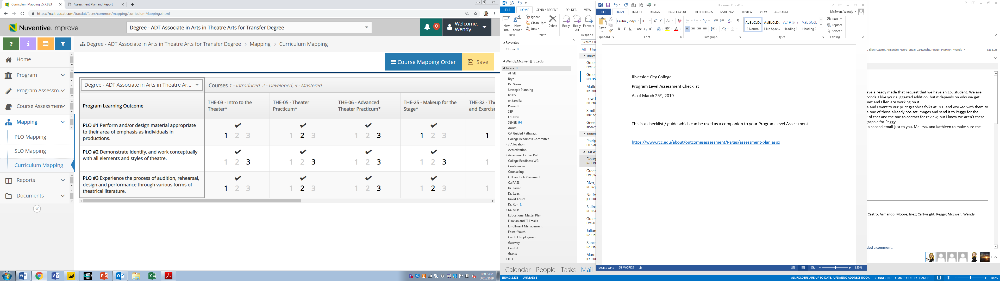 Curriculum Mapping v5.7.883
Assessment Plan and Report
https://rcc.tracdat.com/tracdat/faces/common/mapping/curriculumMapping.xhtml
Nuventive.Improve
Degree - ADT Associate in Arts in Theatre Arts for Transfer Degree
0
Welcome,
Wendy
Degree - ADT Associate in Arts in Theatre Arts for Transfer Degree > Mapping > Curriculum Mapping
Home
Program
Program Assessm...
Course Assessment
Mapping
PLO Mapping
SLO Mapping
Curriculum Mapping
Reports
Documents
Course Mapping Order
Save
Degree - ADT Associate in Arts in Theatre Ar...
Courses 1 - Introduced, 2 - Developed, 3 - Mastered
Program Learning Outcome
THE-03 - Intro to the
Theater*
THE-05 - Theater
Practicum*
THE-06 - Advanced
Theater Practicum*
THE-25 - Makeup for the
Stage*
THE-32 - The
and Exercise
PLO #1 Perform and/or design material appropriate
to their area of emphasis as individuals in
productions.
1 2 3
1 2 3
1 2 3
1 2 3
1
PLO #2 Demonstrate identify, and work conceptually
with all elements and styles of theatre.
1 2 3
1 2 3
1 2 3
1 2 3
1
PLO #3 Experience the process of audition, rehearsal,
design and performance through various forms of
theatrical literature.
1 2 3
1 2 3
1 2 3
1 2 3
1
10:09 AM
3/25/2019
FILE HOME SEND / RECEIVE FOLDER VIEW
New
Email
New
Items
Ignore
Clean Up
Junk
Delete
Reply
Reply
All
Forward
New
Delete
Respond
Favorites
Clutter 8
Wendy.McEwen@rcc.edu
Inbox 8
AHSIE
Bryn
Dr. Green
Strategic Planning
IPEDS
en familia
PowerBI
SEP
EduNav
SENSE 94
Amita
CA Guided Pathways
College Readiness Committee
3 Allocation
Accreditation
Assessment / TracDat
College Readiness WG
Conferences
Counseling
CTE and Job Placement
CalPASS
Dr. Farrar
Dr. Isaac
David Torres
Dr. Koh 1
Dr. Mills
Educational Master Plan
Ellucian and IT Emails
Enrollment Management
Foster Youth
Gainful Employment
Gateway
Gen Ed
Grants
IELC
Search Cu
All Unr
Today
Greer
FW: GE
Greer
RE: EPO
Mallo
[EXTERI
Lowd
RE: Pro
Smith
[RIV-FA
Greer
EPOC/A
Yesterd
Phelp
FTES da
Last W
Doug
Re: FIN
Greer
FW: pl
Rizo,
RE: Rep
Natio
[EXTERI
Salina
RE: NSC
Greer
FW: AC
Julian
Re: Un
Sanch
Re: Ple
Marc
[EXTERI
Calendar People Tasks Mail
ITEMS: 2,336 UNREAD: 8
Document1 - Word
FILE HOME INSERT DESIGN PAGE LAYOUT REFERENCES MAILINGS REVIEW VIEW ACROBAT
McEwen, Wendy
Paste
Calibri (Body) 11
AaBbCcDc
¶ Normal
AaBbCcDc
¶ No Spac...
AaBbCc
Heading 1
AaBbCcE
Heading 2
Find
Replace
Select
Clipboard
Font
Paragraph
Styles
Editing
Riverside City College
Program Level Assessment Checklist
As of March 25th, 2019
This is a checklist / guide which can be used as a companion to your Program Level Assessment
https://www.rcc.edu/about/outcomesassessment/Pages/assessment-plan.aspx
PAGE 1 OF 1 31 WORDS
120%
, Ellen; Castro, Armando; Moore, Inez; Cartwright, Peggy; McEwen, Wendy
Sat 3/23
ave already made that request that we have an ESL student. We are
conds. I like your suggested addition, but it depends on who we get.
nez and Ellen are working on it.
e and I went to our print graphics folks at RCC and worked with them to
e one of those already pre-set images and send it to Peggy for the
e of that and the one to contact for review, but I know we aren't there
raphic for Peggy.
a second email just to you, Melissa, and Kathleen to make sure the
Castro, Armando; Moore, Inez; Cartwright, Peggy; McEwen, Wendy
ded a comment.
ALL FOLDERS ARE UP TO DATE. UPDATING ADDRESS BOOK. CONNECTED TO: MICROSOFT EXCHANGE
100%